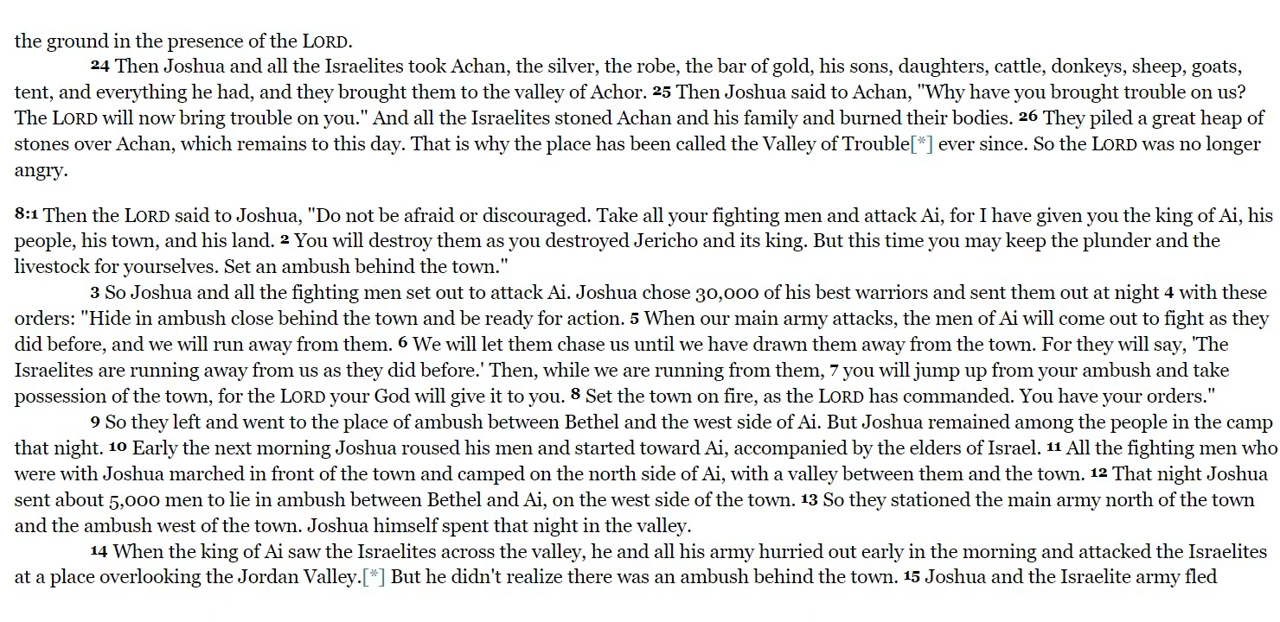 the ground in the presence of the LORD.
24 Then Joshua and all the Israelites took Achan, the silver, the robe, the bar of gold, his sons, daughters, cattle, donkeys, sheep, goats,
tent, and everything he had, and they brought them to the valley of Achor. 25 Then Joshua said to Achan, "Why have you brought trouble on us?
The LORD will now bring trouble on you." And all the Israelites stoned Achan and his family and burned their bodies. 26 They piled a great heap of
stones over Achan, which remains to this day. That is why the place has been called the Valley of Trouble[*] ever since. So the LORD was no longer
angry.
8:1 Then the LORD said to Joshua, "Do not be afraid or discouraged. Take all your fighting men and attack Ai, for I have given you the king of Ai, his
people, his town, and his land. 2 You will destroy them as you destroyed Jericho and its king. But this time you may keep the plunder and the
livestock for yourselves. Set an ambush behind the town."
3 So Joshua and all the fighting men set out to attack Ai. Joshua chose 30,000 of his best warriors and sent them out at night 4 with these
orders: "Hide in ambush close behind the town and be ready for action. 5 When our main army attacks, the men of Ai will come out to fight as they
did before, and we will run away from them. 6 We will let them chase us until we have drawn them away from the town. For they will say, 'The
Israelites are running away from us as they did before.' Then, while we are running from them, 7 you will jump up from your ambush and take
possession of the town, for the LORD your God will give it to you. 8 Set the town on fire, as the LORD has commanded. You have your orders."
9 So they left and went to the place of ambush between Bethel and the west side of Ai. But Joshua remained among the people in the camp
that night. 10 Early the next morning Joshua roused his men and started toward Ai, accompanied by the elders of Israel. 11 All the fighting men who
were with Joshua marched in front of the town and camped on the north side of Ai, with a valley between them and the town. 12 That night Joshua
sent about 5,000 men to lie in ambush between Bethel and Ai, on the west side of the town. 13 So they stationed the main army north of the town
and the ambush west of the town. Joshua himself spent that night in the valley.
14 When the king of Ai saw the Israelites across the valley, he and all his army hurried out early in the morning and attacked the Israelites
at a place overlooking the Jordan Valley.[*] But he didn't realize there was an ambush behind the town. 15 Joshua and the Israelite army fled